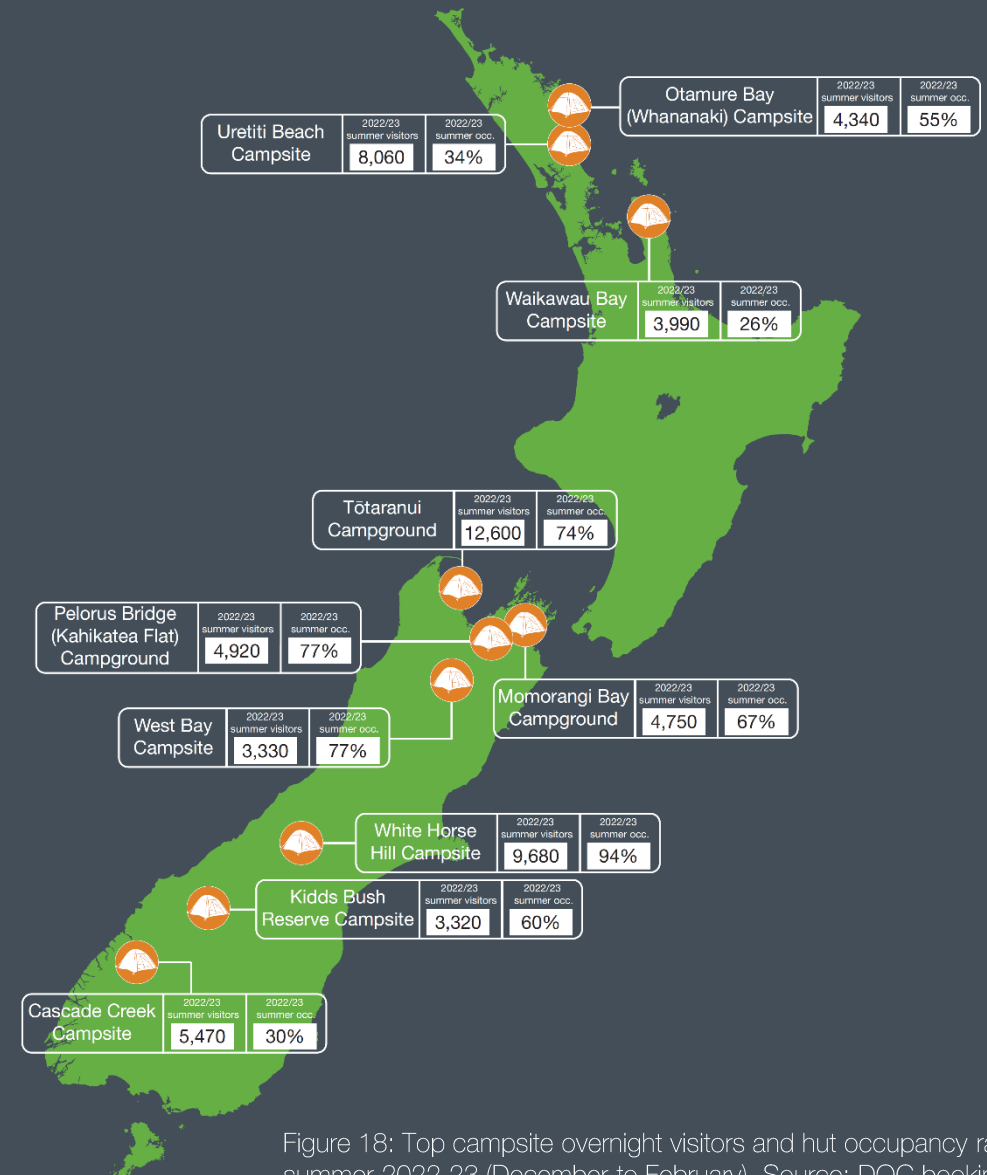 Otamure Bay
(Whananaki) Campsite
2022/23
summer visitors
4,340
2022/23
summer occ.
55%
Uretiti Beach
Campsite
2022/23
summer visitors
8,060
2022/23
summer occ.
34%
Waikawau Bay
Campsite
2022/23
summer visitors
3,990
2022/23
summer occ.
26%
Tōtaranui
Campground
2022/23
summer visitors
12,600
2022/23
summer occ.
74%
Pelorus Bridge
(Kahikatea Flat)
Campground
2022/23
summer visitors
4,920
2022/23
summer occ.
77%
Momorangi Bay
Campground
2022/23
summer visitors
4,750
2022/23
summer occ.
67%
West Bay
Campsite
2022/23
summer visitors
3,330
2022/23
summer occ.
77%
White Horse
Hill Campsite
2022/23
summer visitors
9,680
2022/23
summer occ.
94%
Kidds Bush
Reserve Campsite
2022/23
summer visitors
3,320
2022/23
summer occ.
60%
Cascade Creek
Campsite
2022/23
summer visitors
5,470
2022/23
summer occ.
30%
Figure 18: Top campsite overnight visitors and hut occupancy
summer 2022-23 (December to February). Source: DOC